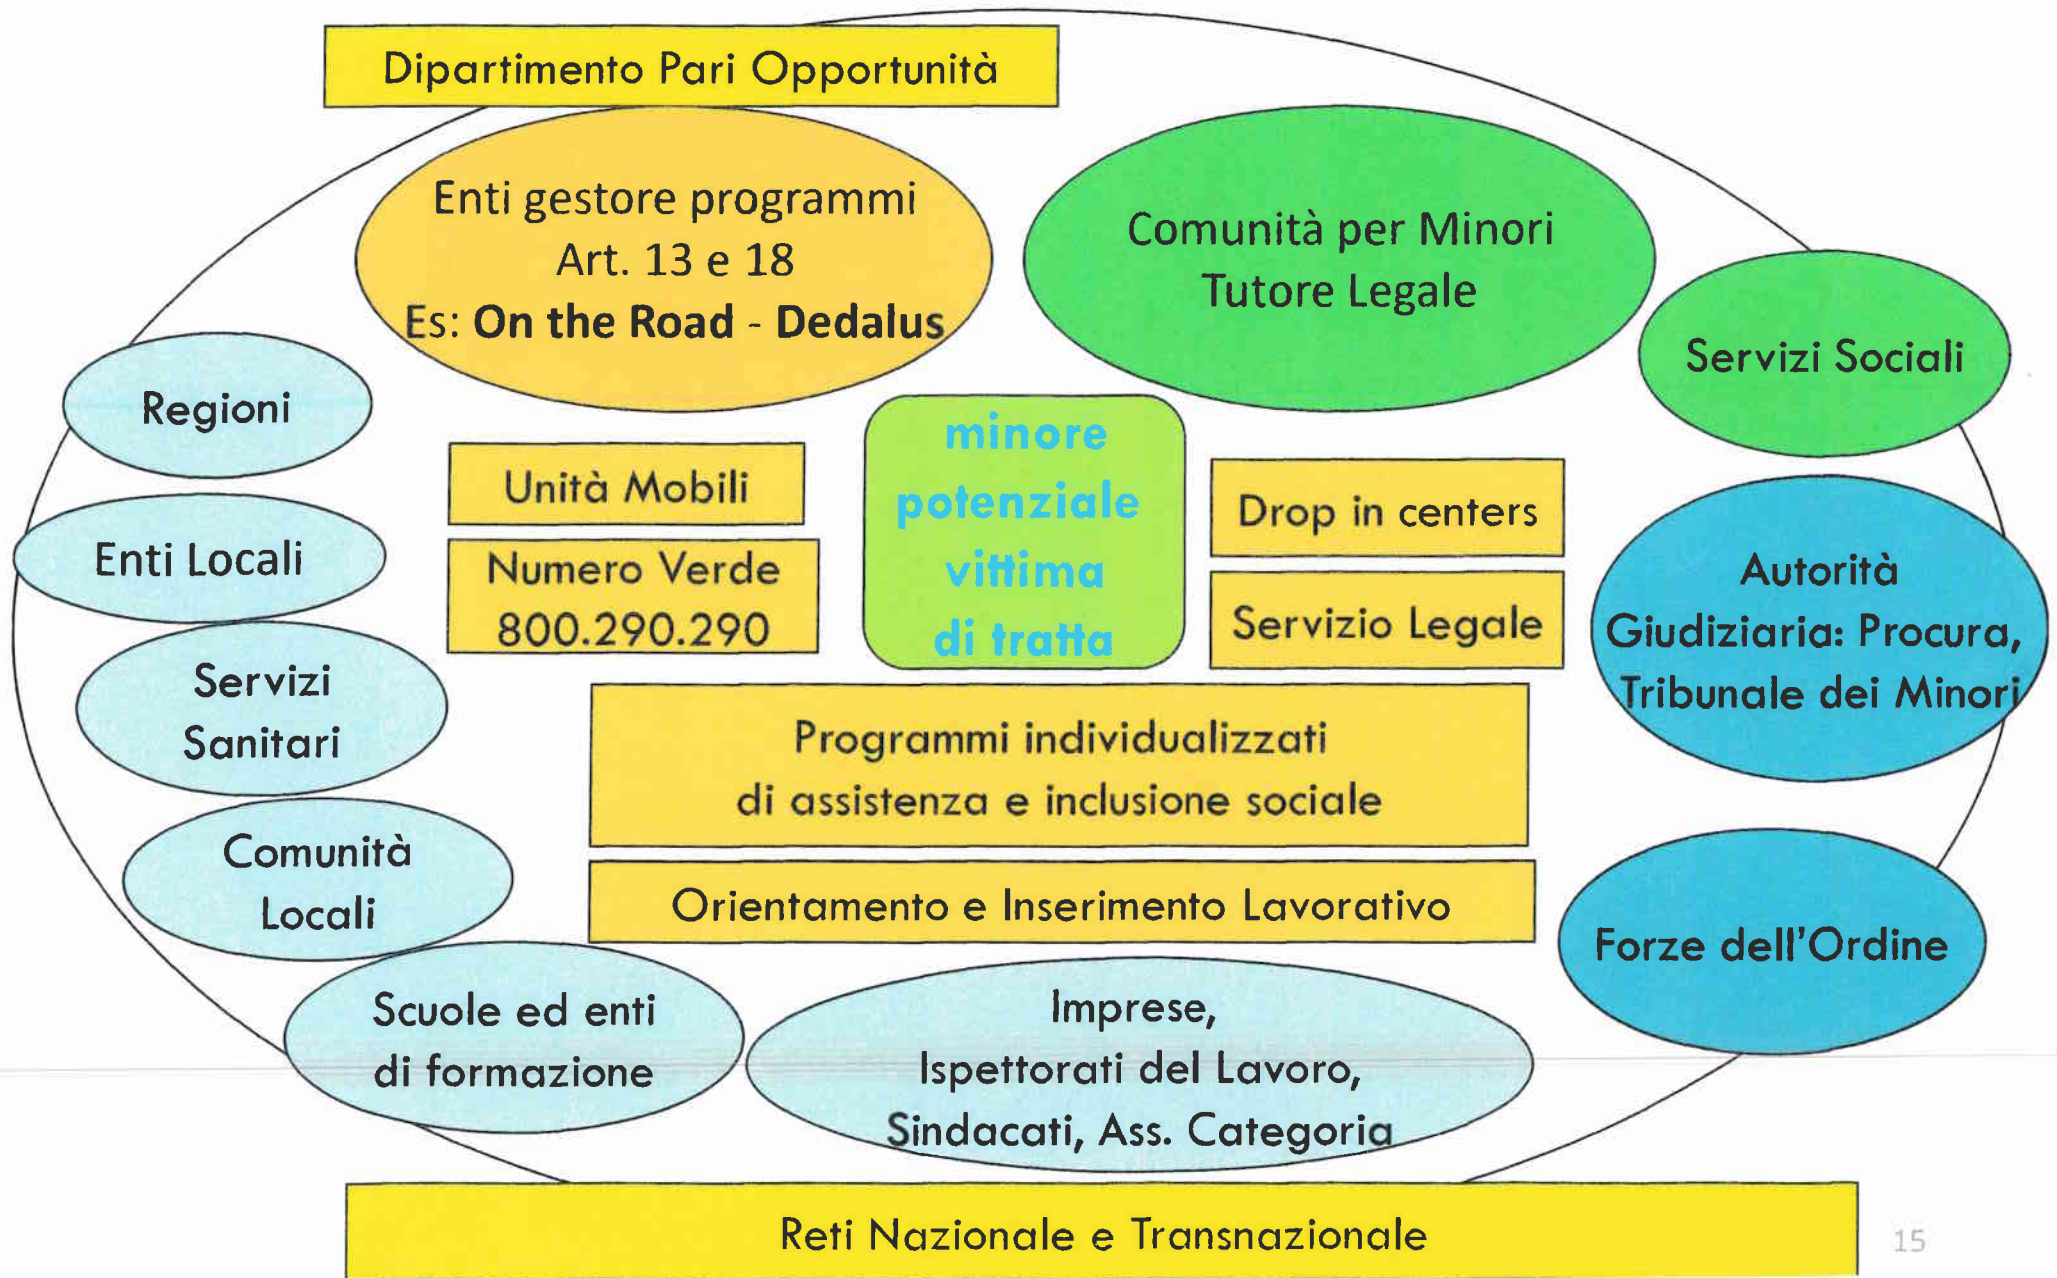 Dipartimento Pari Opportunità
Enti gestore programmi
Art. 13 e 18
Es: On the Road - Dedalus
Comunità per Minori
Tutore Legale
Servizi Sociali
Regioni
minore
potenziale
vittima
di tratta
Unità Mobili
Drop in centers
Enti Locali
Numero Verde
800.290.290
Servizio Legale
Autorità
Giudiziaria: Procura,
Tribunale dei Minori
Servizi
Sanitari
Programmi individualizzati
di assistenza e inclusione sociale
Comunità
Locali
Orientamento e Inserimento Lavorativo
Forze dell'Ordine
Scuole ed enti
di formazione
Imprese,
Ispettorati del Lavoro,
Sindacati, Ass. Categoria
Reti Nazionale e Transnazionale
15